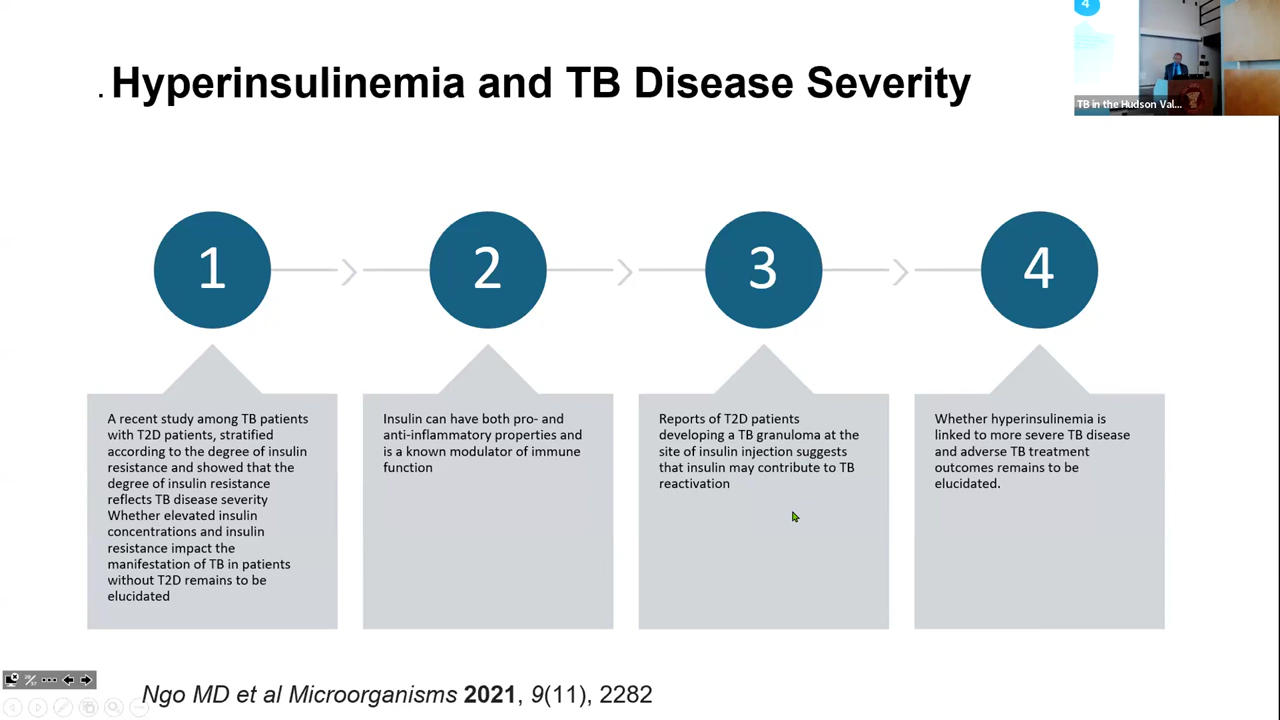 4
TB in the Hudson Val...
. Hyperinsulinemia and TB Disease Severity
1
2
3
4
A recent study among TB patients
with T2D patients, stratified
according to the degree of insulin
resistance and showed that the
degree of insulin resistance
reflects TB disease severity
Whether elevated insulin
concentrations and insulin
resistance impact the
manifestation of TB in patients
without T2D remains to be
elucidated
Insulin can have both pro- and
anti-inflammatory properties and
is a known modulator of immune
function
Reports of T2D patients
developing a TB granuloma at the
site of insulin injection suggests
that insulin may contribute to TB
reactivation
Whether hyperinsulinemia is
linked to more severe TB disease
and adverse TB treatment
outcomes remains to be
elucidated.
Ngo MD et al Microorganisms 2021, 9(11), 2282